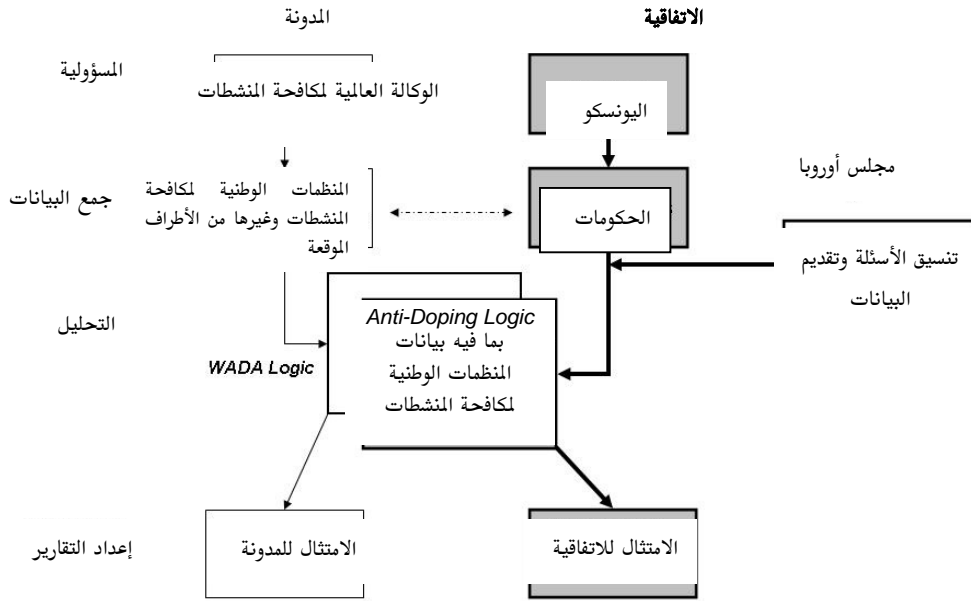 الاتفاقية
المدونة
المسؤولية
اليونسكو
الوكالة العالمية لمكافحة المنشطات
مجلس أوروبا
الحكومات
المنظمات الوطنية لمكافحة
المنشطات وغيرها من الأطراف
الموقعة
جمع البيانات
تنسيق الأسئلة وتقديم
البيانات
التحليل
Anti-Doping Logic
بما فيه بيانات
المنظمات الوطنية
لمكافحة المنشطات
WADA Logic
الامتثال للاتفاقية
الامتثال للمدونة
إعداد التقارير